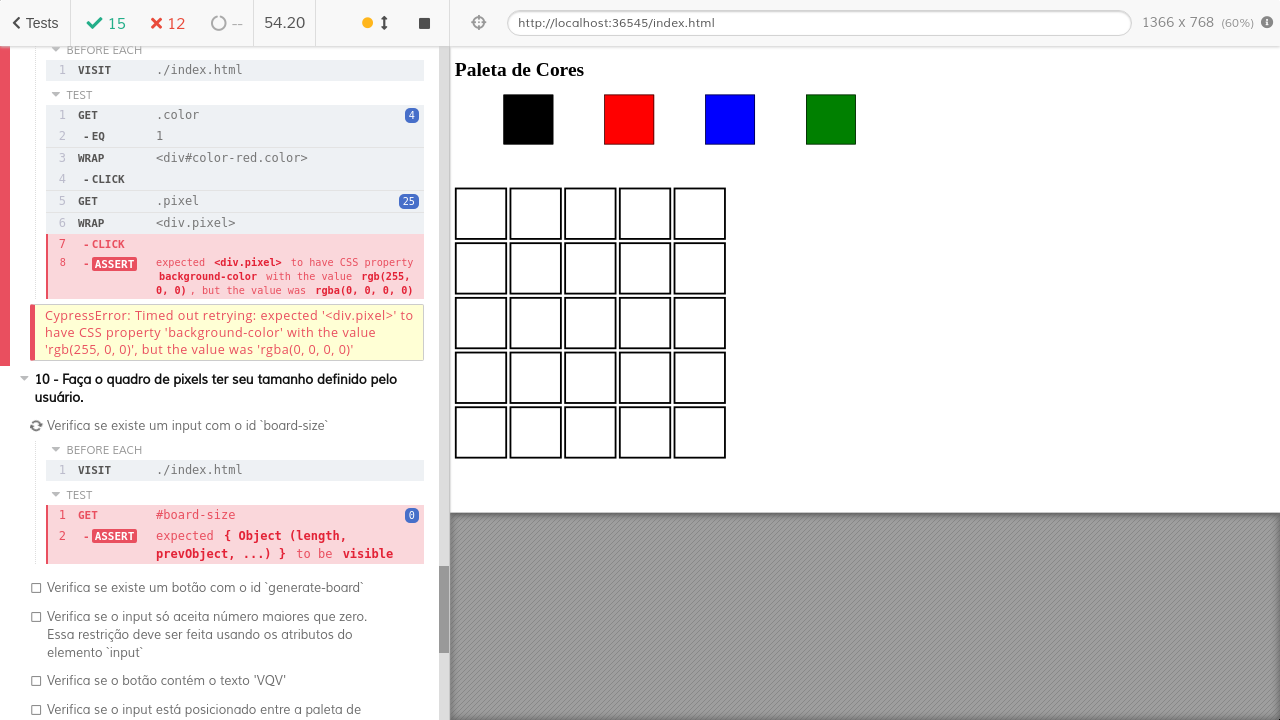 Tests 15 12 -- 54.20 http://localhost:36545/index.html 1366 x 768 (60%)
BEFORE EACH
1 VISIT ./index.html
TEST
1 GET .color 4
2 - EQ 1
3 WRAP <div#color-red.color>
4 - CLICK
5 GET .pixel 25
6 WRAP <div.pixel>
7 - CLICK
8 - ASSERT expected <div.pixel> to have CSS property
background-color with the value rgb(255,
0, 0) , but the value was rgba(0, 0, 0, 0)
CypressError: Timed out retrying: expected '<div.pixel>' to
have CSS property 'background-color' with the value
'rgb(255, 0, 0)', but the value was 'rgba(0, 0, 0, 0)'
10 - Faça o quadro de pixels ter seu tamanho definido pelo
usuário.
Verifica se existe um input com o id `board-size`
BEFORE EACH
1 VISIT ./index.html
TEST
1 GET #board-size 0
2 - ASSERT expected { Object (length,
prevObject, ...) } to be visible
Verifica se existe um botão com o id `generate-board`
Verifica se o input só aceita número maiores que zero.
Essa restrição deve ser feita usando os atributos do
elemento `input`
Verifica se o botão contém o texto 'VQV'
Verifica se o input está posicionado entre a paleta de
Paleta de Cores